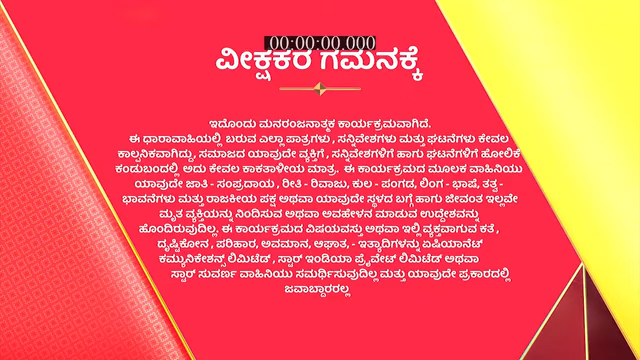 00:00:00.000
ವೀಕ್ಷಕರ ಗಮನಕ್ಕೆ
ಇದೊಂದು ಮನರಂಜನಾತ್ಮಕ ಕಾರ್ಯಕ್ರಮವಾಗಿದೆ.
ಈ ಧಾರಾವಾಹಿಯಲ್ಲಿ ಬರುವ ಎಲ್ಲಾ ಪಾತ್ರಗಳು , ಸನ್ನಿವೇಶಗಳು ಮತ್ತು ಘಟನೆಗಳು ಕೇವಲ
ಕಾಲ್ಪನಿಕವಾಗಿದ್ದು, ಸಮಾಜದ ಯಾವುದೇ ವ್ಯಕ್ತಿಗೆ , ಸನ್ನಿವೇಶಗಳಿಗೆ ಹಾಗು ಘಟನೆಗಳಿಗೆ ಹೋಲಿಕೆ
ಕಂಡುಬಂದಲ್ಲಿ ಅದು ಕೇವಲ ಕಾಕತಾಳೀಯ ಮಾತ್ರ. ಈ ಕಾರ್ಯಕ್ರಮದ ಮೂಲಕ ವಾಹಿನಿಯು
ಯಾವುದೇ ಜಾತಿ - ಸಂಪ್ರದಾಯ , ರೀತಿ - ರಿವಾಜು, ಕುಲ - ಪಂಗಡ, ಲಿಂಗ - ಭಾಷೆ, ತತ್ವ -
ಭಾವನೆಗಳು ಮತ್ತು ರಾಜಕೀಯ ಪಕ್ಷ ಅಥವಾ ಯಾವುದೇ ಸ್ಥಳದ ಬಗ್ಗೆ ಹಾಗು ಜೀವಂತ ಇಲ್ಲವೇ
ಮೃತ ವ್ಯಕ್ತಿಯನ್ನು ನಿಂದಿಸುವ ಅಥವಾ ಅವಹೇಳನ ಮಾಡುವ ಉದ್ದೇಶವನ್ನು
ಹೊಂದಿರುವುದಿಲ್ಲ. ಈ ಕಾರ್ಯಕ್ರಮದ ವಿಷಯವಸ್ತು ಅಥವಾ ಇಲ್ಲಿ ವ್ಯಕ್ತವಾಗುವ ಕತೆ ,
ದೃಷ್ಟಿಕೋನ , ಪರಿಹಾರ, ಅವಮಾನ, ಆಘಾತ, - ಇತ್ಯಾದಿಗಳನ್ನು ಏಷಿಯಾನೆಟ್
ಕಮ್ಯುನಿಕೇಶನ್ಸ್ ಲಿಮಿಟೆಡ್ , ಸ್ಟಾರ್ ಇಂಡಿಯಾ ಪ್ರೈವೇಟ್ ಲಿಮಿಟೆಡ್ ಅಥವಾ
ಸ್ಟಾರ್ ಸುವರ್ಣ ವಾಹಿನಿಯು ಸಮರ್ಥಿಸುವುದಿಲ್ಲ ಮತ್ತು ಯಾವುದೇ ಪ್ರಕಾರದಲ್ಲಿ
ಜವಾಬ್ದಾರರಲ್ಲ